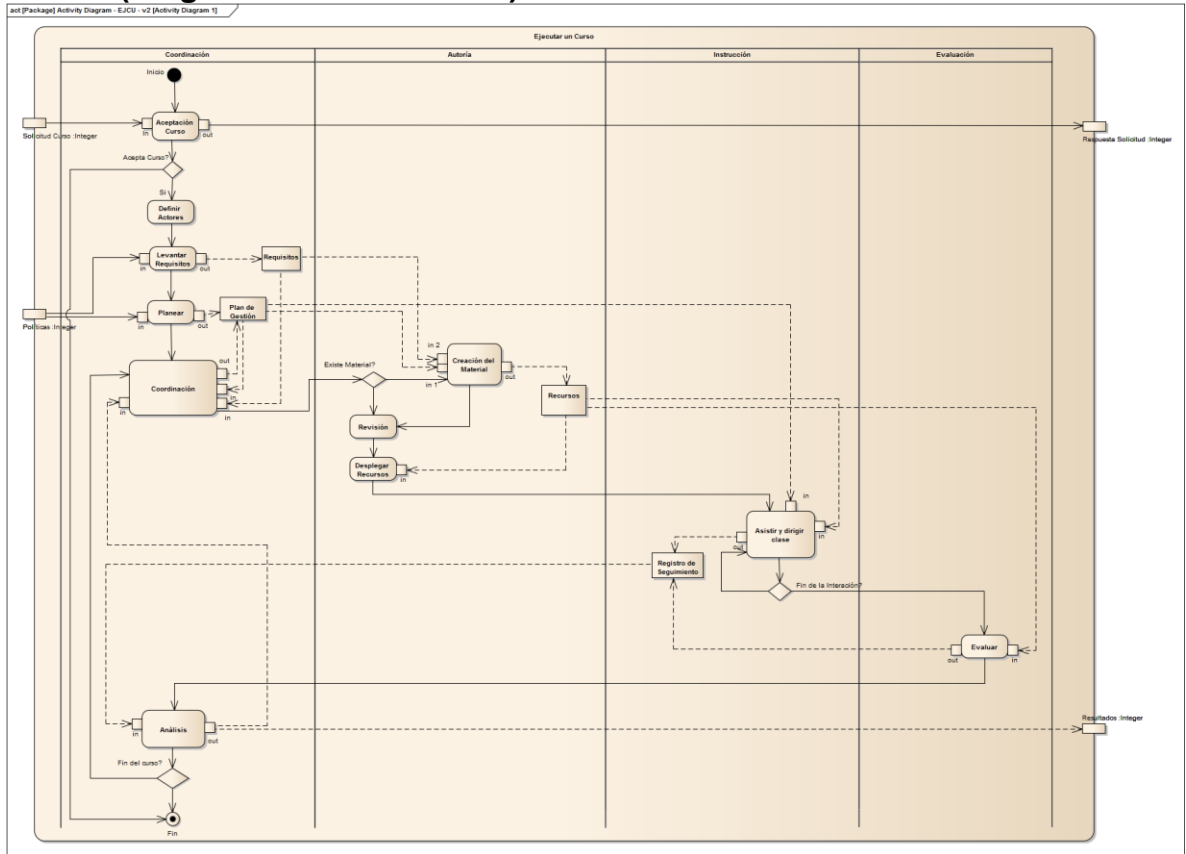 act [Package] Activity Diagram - EJCU - v2 [Activity Diagram 1]
Ejecutar un Curso
Coordinación
Autoría
Instrucción
Evaluación
Inicio
Aceptación
Curso
in
out
Solicitud Curso :Integer
Respuesta Solicitud :Integer
Acepta Curso?
Si
Definir
Actores
Levantar
Requisitos
in
out
Requisitos
Planear
in
out
Plan de
Gestión
Políticas :Integer
Coordinación
out
in
in
in
Existe Material?
in 2
in 1
Creación del
Material
out
Recursos
Revisión
Desplegar
Recursos
in
in
Asistir y dirigir
clase
in
out
Registro de
Seguimiento
Fin de la Interación?
Evaluar
out
in
Análisis
in
out
Resultados :Integer
Fin del curso?
Fin